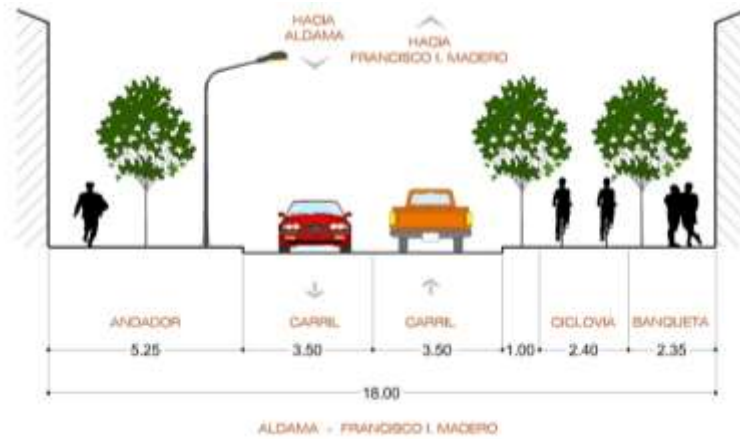 HACIA
ALDAMA
HACIA
FRANCISCO I. MADERO
ANDADOR
CARRIL
CARRIL
CICLOVIA
BANQUETA
5.25
3.50
3.50
1.00
2.40
2.35
18.00
ALDAMA - FRANCISCO I. MADERO